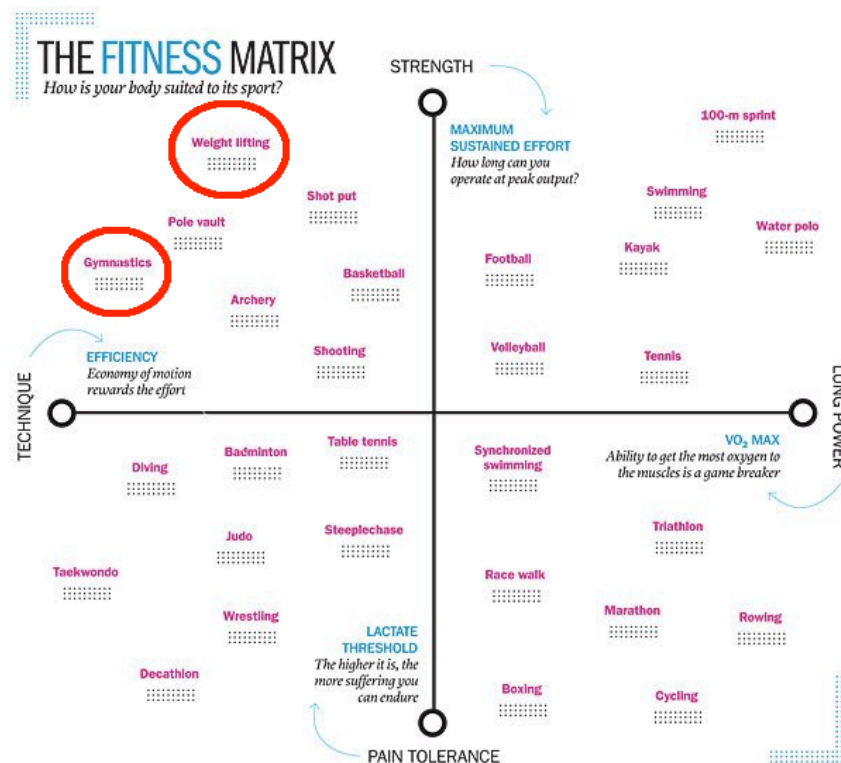 THE FITNESS MATRIX
How is your body suited to its sport?
STRENGTH
MAXIMUM
SUSTAINED EFFORT
How long can you
operate at peak output?
100-m sprint
Weight lifting
Shot put
Swimming
Pole vault
Water polo
Kayak
Gymnastics
Basketball
Football
Archery
Shooting
Volleyball
Tennis
EFFICIENCY
Economy of motion
rewards the effort
TECHNIQUE
LUNG POWER
VO₂ MAX
Ability to get the most oxygen to
the muscles is a game breaker
Table tennis
Badminton
Diving
Synchronized
swimming
Judo
Steeplechase
Triathlon
Taekwondo
Race walk
Wrestling
Marathon
Rowing
Decathlon
LACTATE
THRESHOLD
The higher it is, the
more suffering you
can endure
Boxing
Cycling
PAIN TOLERANCE